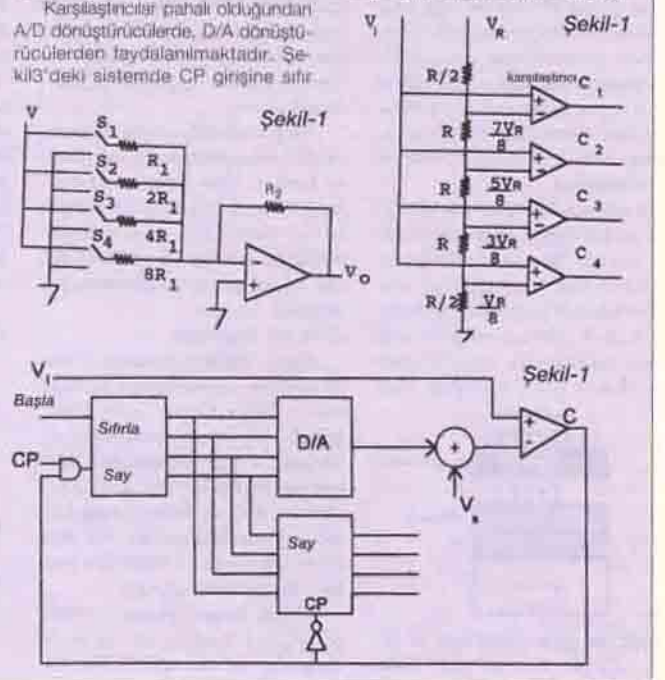 Karşılaştırıcılar pahalı olduğundan
A/D dönüştürücülerde, D/A dönüştü-
rücülerden faydalanılmaktadır. Şe-
kil3'deki sistemde CP girişine sıfır
Şekil-1
V
S1
R1
S2
2R1
S3
4R1
S4
8R1
R2
-
+
VO
Şekil-1
Vi
VR
R/2
karşılaştırıcı
C1
+
-
R
7VR/8
C2
+
-
R
5VR/8
C3
+
-
R
3VR/8
C4
+
-
R/2
VR/8
Şekil-1
Vi
Başla
Sıfırla
Say
CP
D/A
+
+
-
C
Say
CP